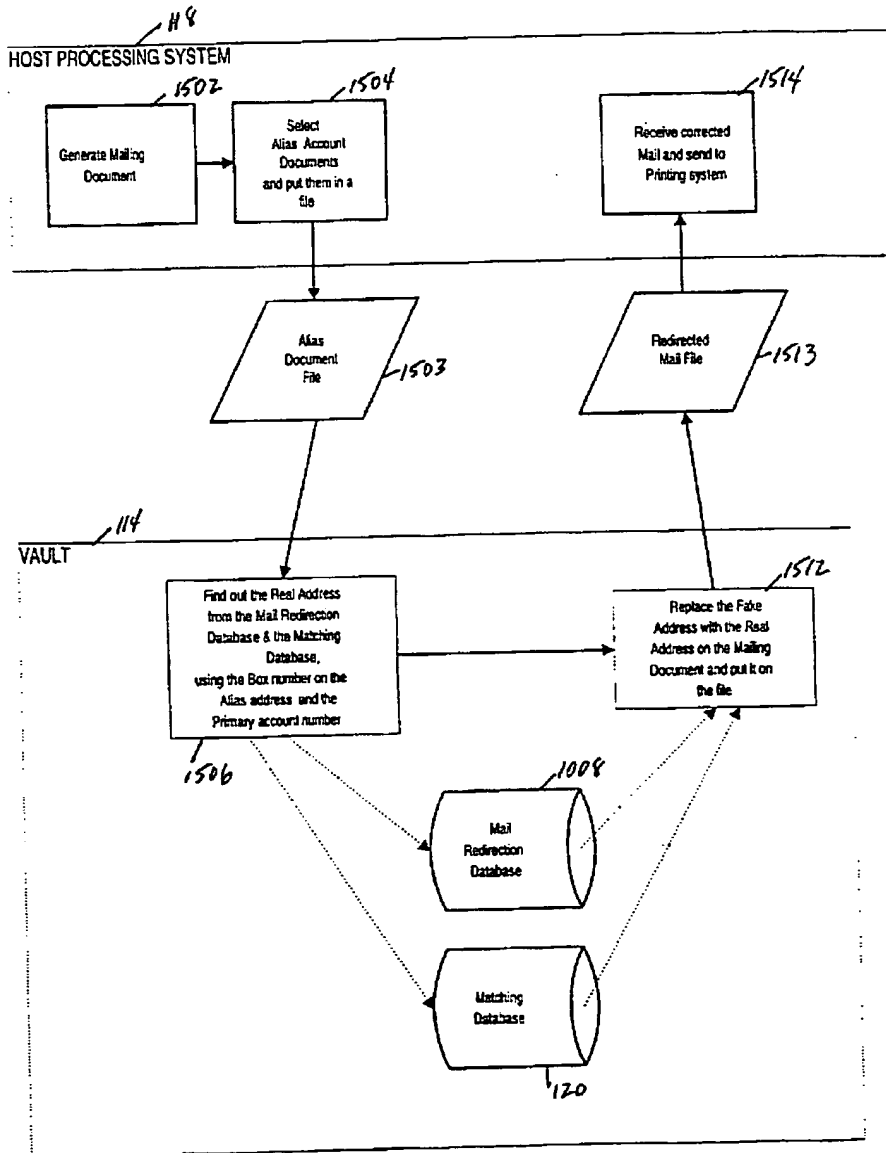 118
HOST PROCESSING SYSTEM
1502
Generate Mailing
Document
1504
Select
Alias Account
Documents
and put them in a
file
1514
Receive corrected
Mail and send to
Printing system
Alias
Document
File
1503
Redirected
Mail File
1513
114
VAULT
Find out the Real Address
from the Mail Redirection
Database & the Matching
Database,
using the Box number on the
Alias address and the
Primary account number
1506
1512
Replace the Fake
Address with the Real
Address on the Mailing
Document and put it on
the file
1008
Mail
Redirection
Database
Matching
Database
120